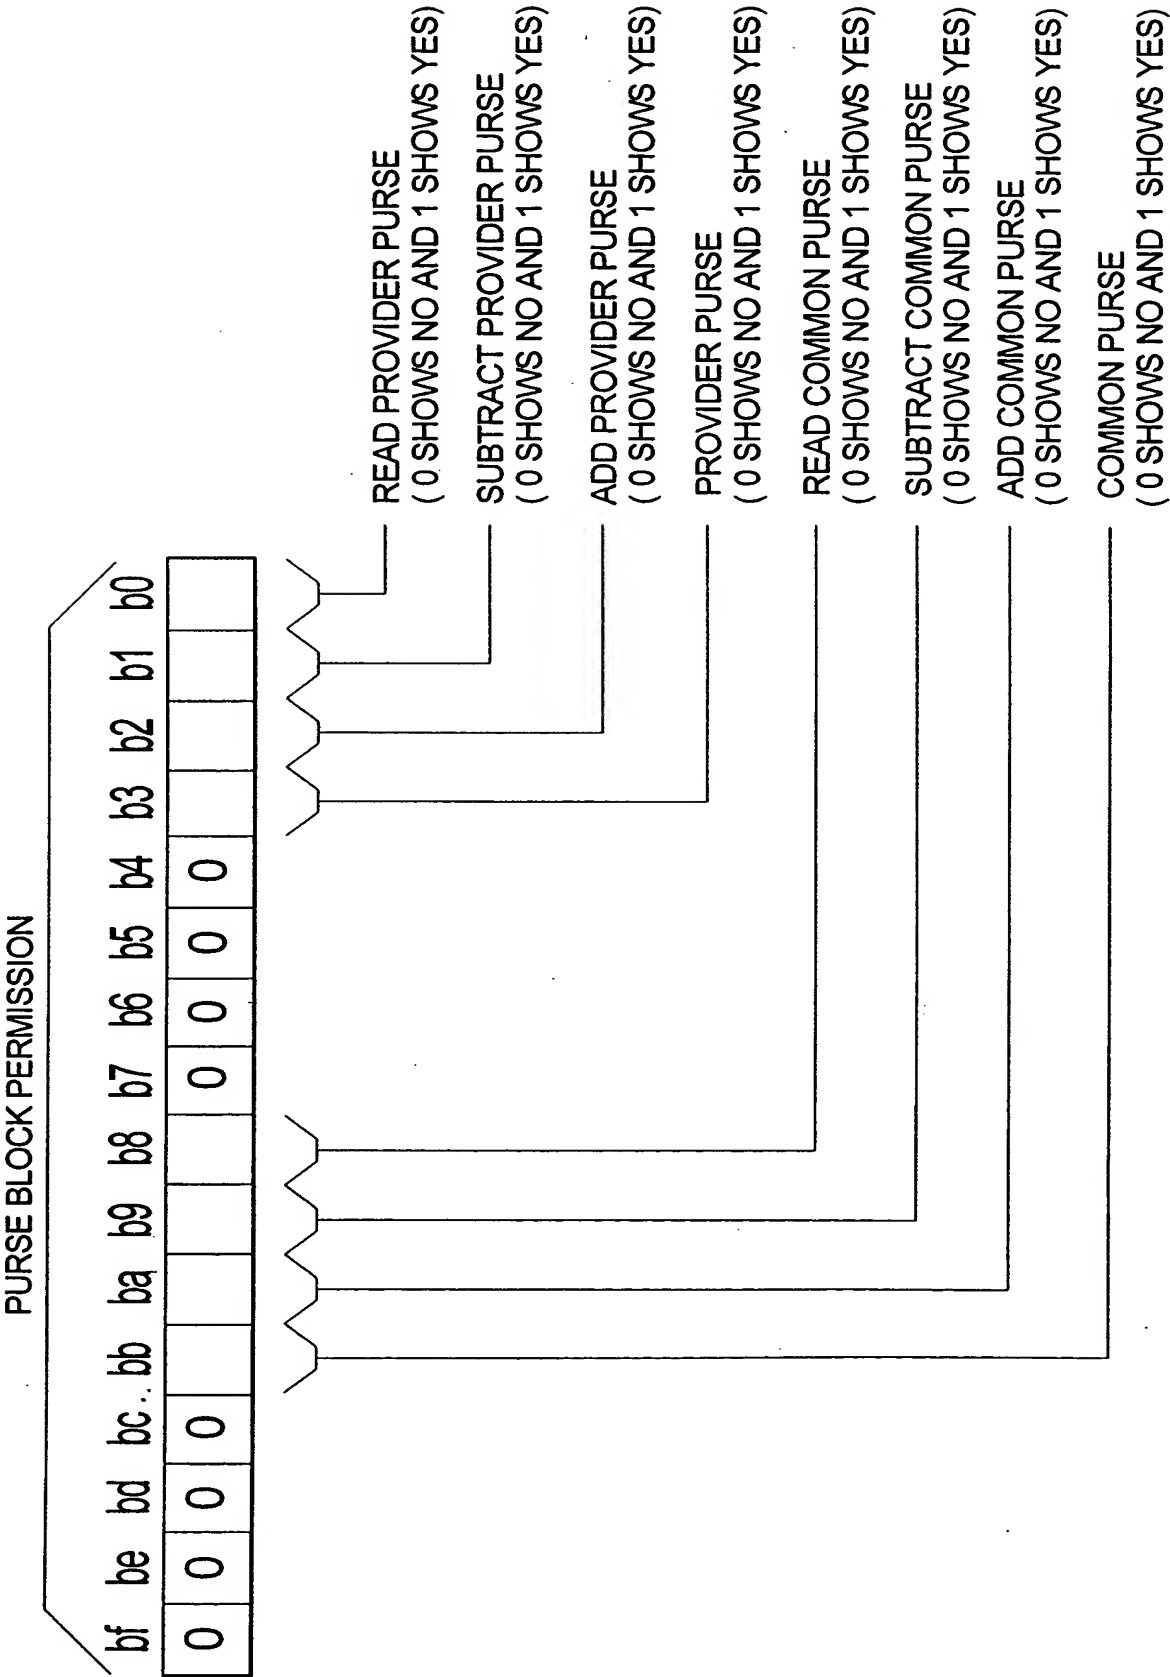 PURSE BLOCK PERMISSION
bf be bd bc bb ba b9 b8 b7 b6 b5 b4 b3 b2 b1 b0
0 0 0 0 0 0 0 0
READ PROVIDER PURSE
( 0 SHOWS NO AND 1 SHOWS YES)
SUBTRACT PROVIDER PURSE
( 0 SHOWS NO AND 1 SHOWS YES)
ADD PROVIDER PURSE
( 0 SHOWS NO AND 1 SHOWS YES)
PROVIDER PURSE
( 0 SHOWS NO AND 1 SHOWS YES)
READ COMMON PURSE
( 0 SHOWS NO AND 1 SHOWS YES)
SUBTRACT COMMON PURSE
( 0 SHOWS NO AND 1 SHOWS YES)
ADD COMMON PURSE
( 0 SHOWS NO AND 1 SHOWS YES)
COMMON PURSE
( 0 SHOWS NO AND 1 SHOWS YES)